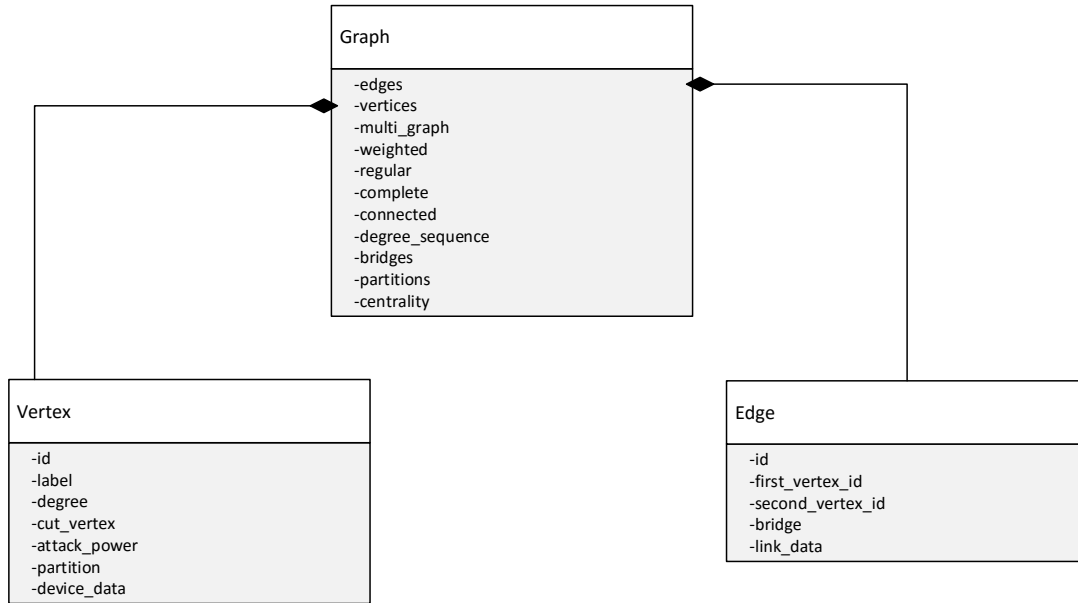 Graph
-edges
-vertices
-multi_graph
-weighted
-regular
-complete
-connected
-degree_sequence
-bridges
-partitions
-centrality
Vertex
-id
-label
-degree
-cut_vertex
-attack_power
-partition
-device_data
Edge
-id
-first_vertex_id
-second_vertex_id
-bridge
-link_data